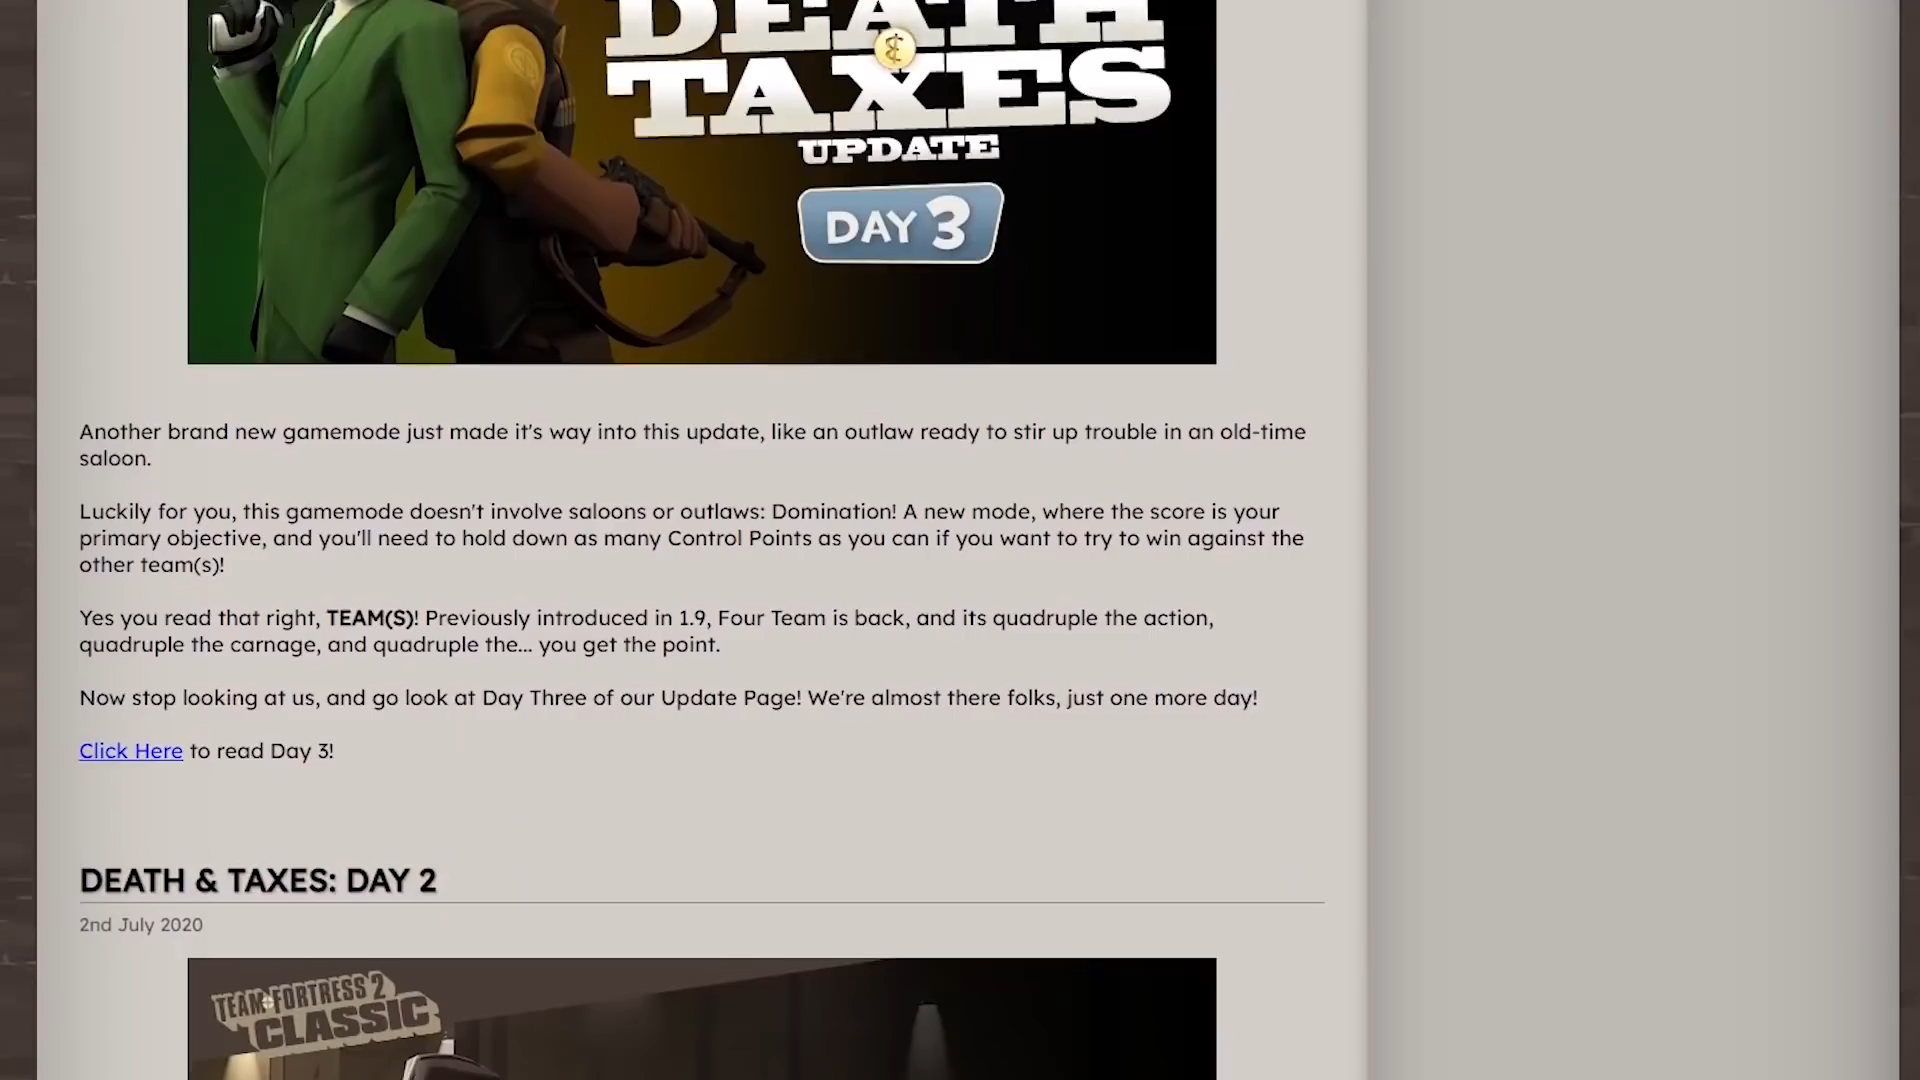 DEATH
TAXES
UPDATE
DAY 3
Another brand new gamemode just made it's way into this update, like an outlaw ready to stir up trouble in an old-time
saloon.
Luckily for you, this gamemode doesn't involve saloons or outlaws: Domination! A new mode, where the score is your
primary objective, and you'll need to hold down as many Control Points as you can if you want to try to win against the
other team(s)!
Yes you read that right, TEAM(S)! Previously introduced in 1.9, Four Team is back, and its quadruple the action,
quadruple the carnage, and quadruple the... you get the point.
Now stop looking at us, and go look at Day Three of our Update Page! We're almost there folks, just one more day!
Click Here to read Day 3!
DEATH & TAXES: DAY 2
2nd July 2020
TEAM FORTRESS 2
CLASSIC